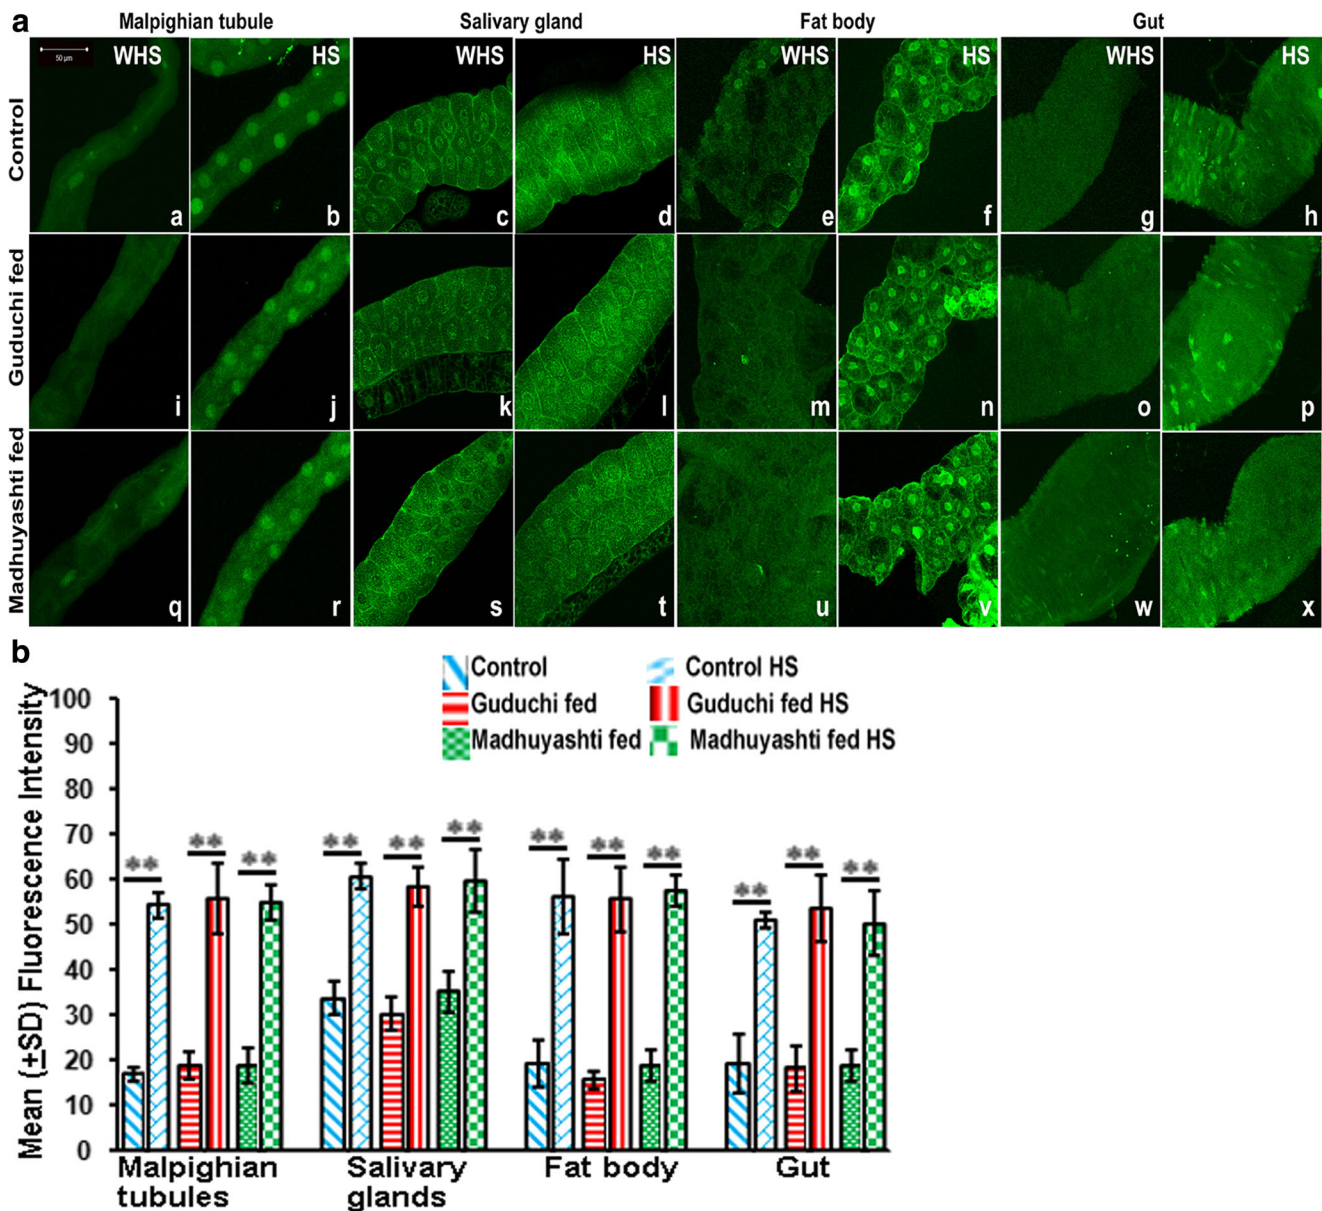 a
Malpighian tubule Salivary gland Fat body Gut
50 µm WHS HS WHS HS WHS HS WHS HS
Control
a b c d e f g h
Guduchi fed
i j k l m n o p
Madhuyashti fed
q r s t u v w x
b
Control Control HS
Guduchi fed Guduchi fed HS
Madhuyashti fed Madhuyashti fed HS
Mean (±SD) Fluorescence Intensity
100
90
80
70
60
50
40
30
20
10
0
** ** ** ** ** ** ** ** ** ** ** **
Malpighian Salivary Fat body Gut
tubules glands